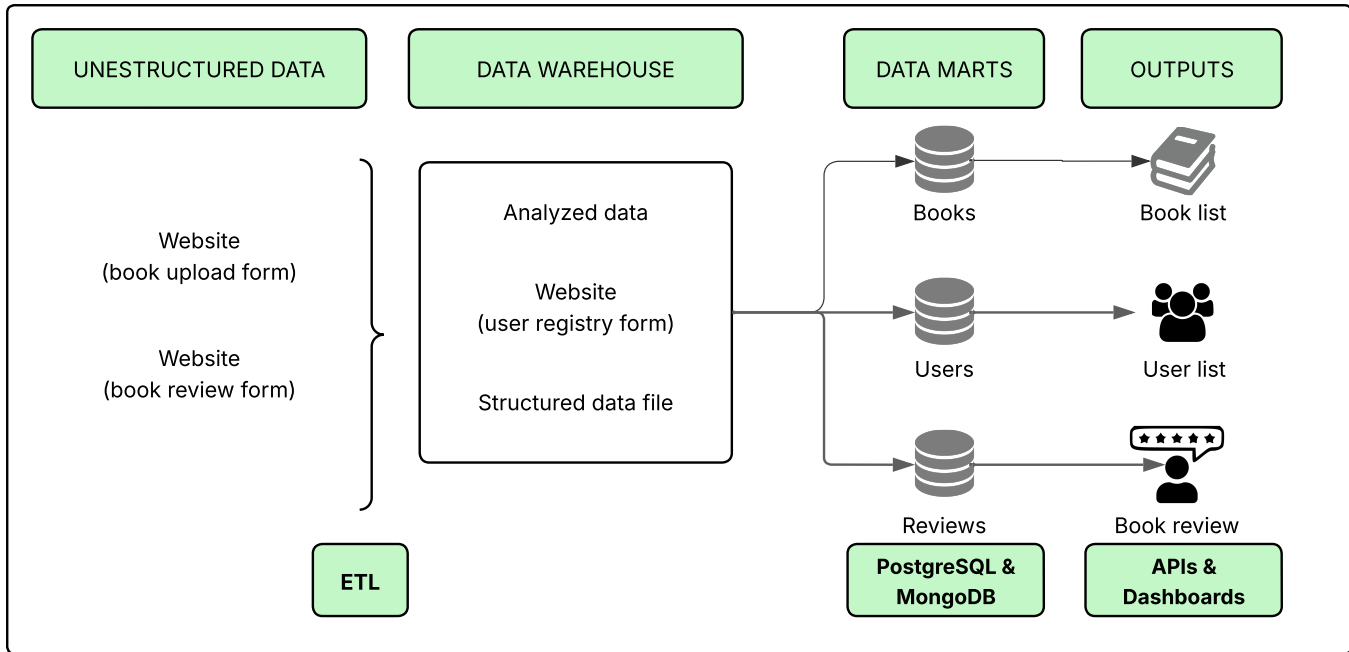 UNESTRUCTURED DATA
DATA WAREHOUSE
DATA MARTS
OUTPUTS
Website
(book upload form)
Website
(book review form)
Analyzed data
Website
(user registry form)
Structured data file
Books
Book list
Users
User list
Reviews
Book review
ETL
PostgreSQL &
MongoDB
APIs &
Dashboards